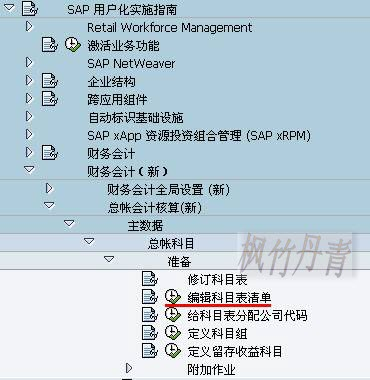 SAP 用户化实施指南
Retail Workforce Management
激活业务功能
SAP NetWeaver
企业结构
跨应用组件
自动标识基础设施
SAP xApp 资源投资组合管理 (SAP xRPM)
财务会计
财务会计（新）
财务会计全局设置 (新)
总帐会计核算(新)
主数据
总帐科目
准备
修订科目表
编辑科目表清单
给科目表分配公司代码
定义科目组
定义留存收益科目
附加作业
枫竹丹青